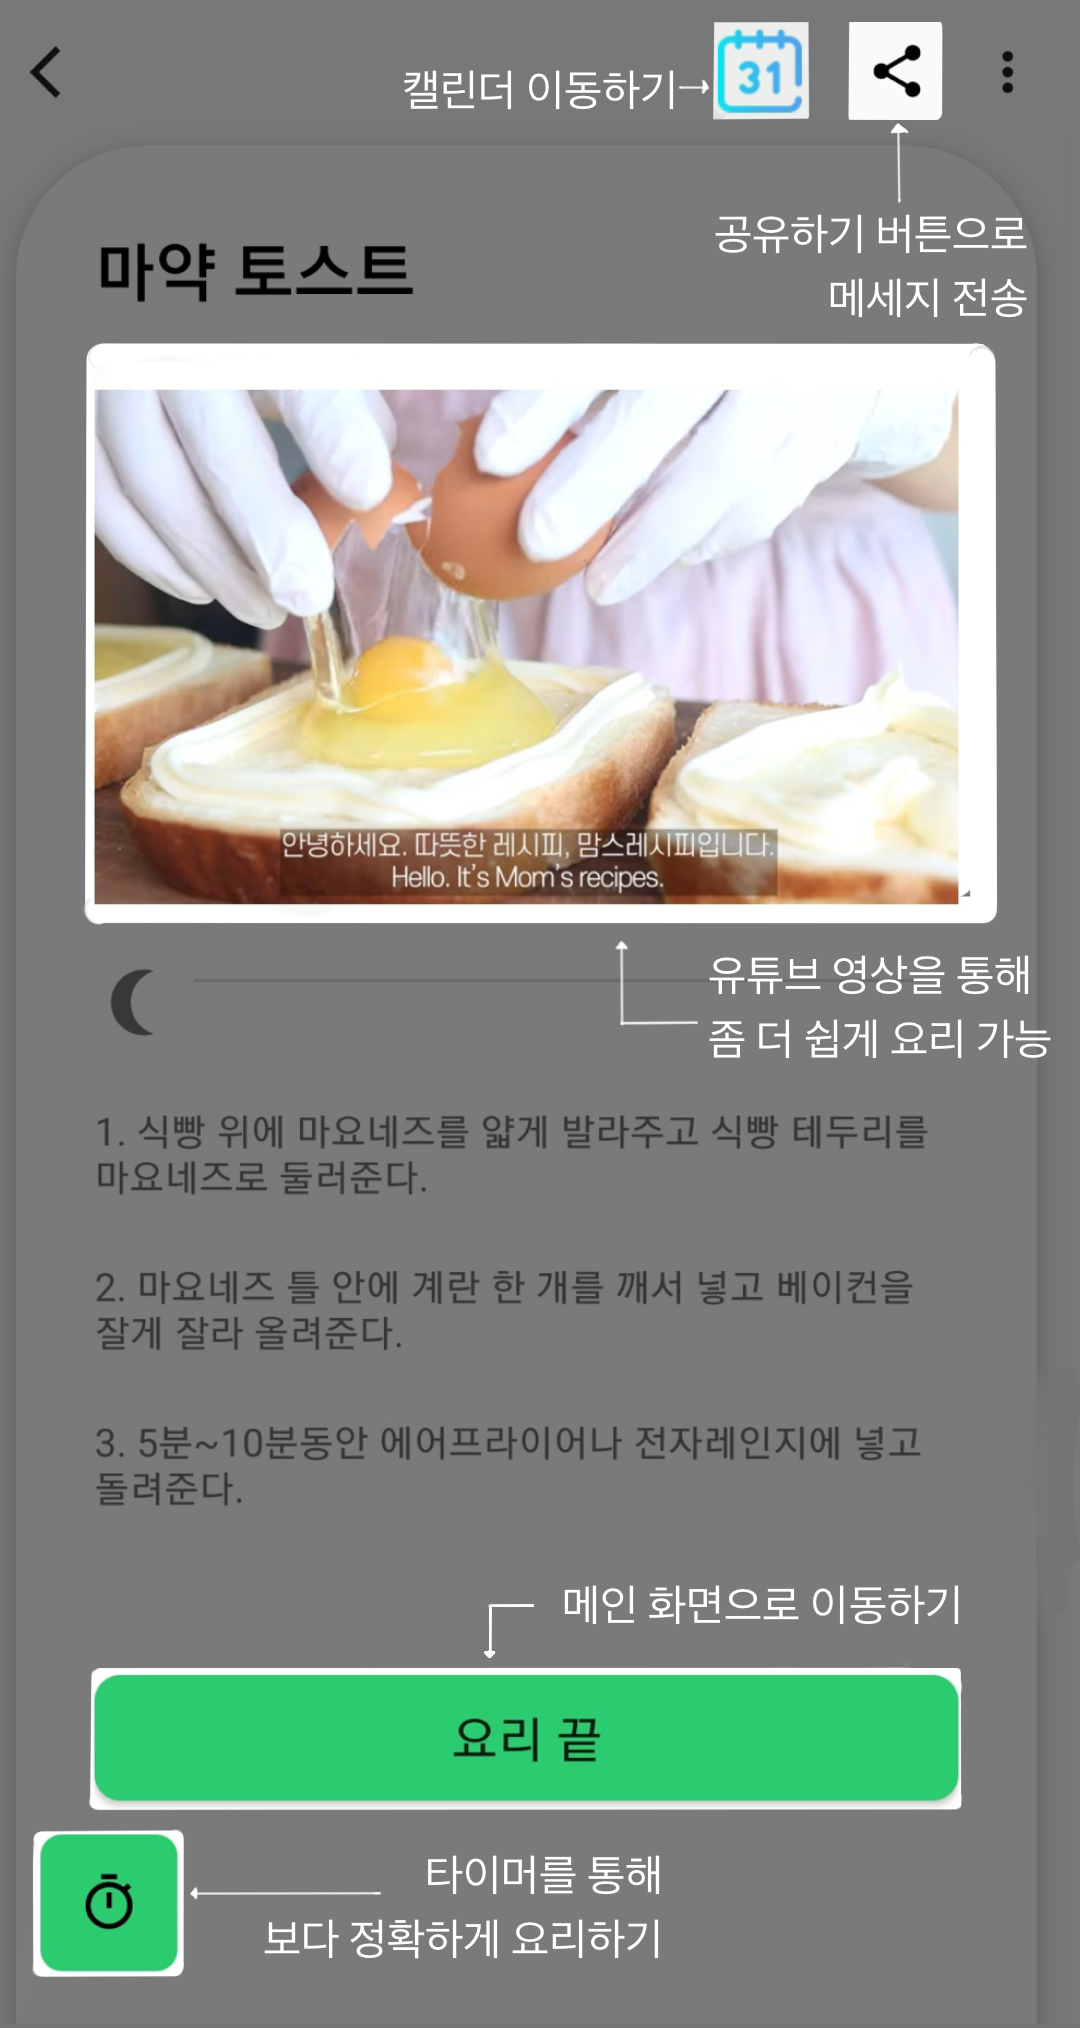 캘린더 이동하기
31
공유하기 버튼으로
메세지 전송
마약 토스트
안녕하세요. 따뜻한 레시피, 맘스레시피입니다.
Hello. It's Mom's recipes.
유튜브 영상을 통해
좀 더 쉽게 요리 가능
1. 식빵 위에 마요네즈를 얇게 발라주고 식빵 테두리를
마요네즈로 둘러준다.
2. 마요네즈 틀 안에 계란 한 개를 깨서 넣고 베이컨을
잘게 잘라 올려준다.
3. 5분~10분동안 에어프라이어나 전자레인지에 넣고
돌려준다.
메인 화면으로 이동하기
요리 끝
타이머를 통해
보다 정확하게 요리하기